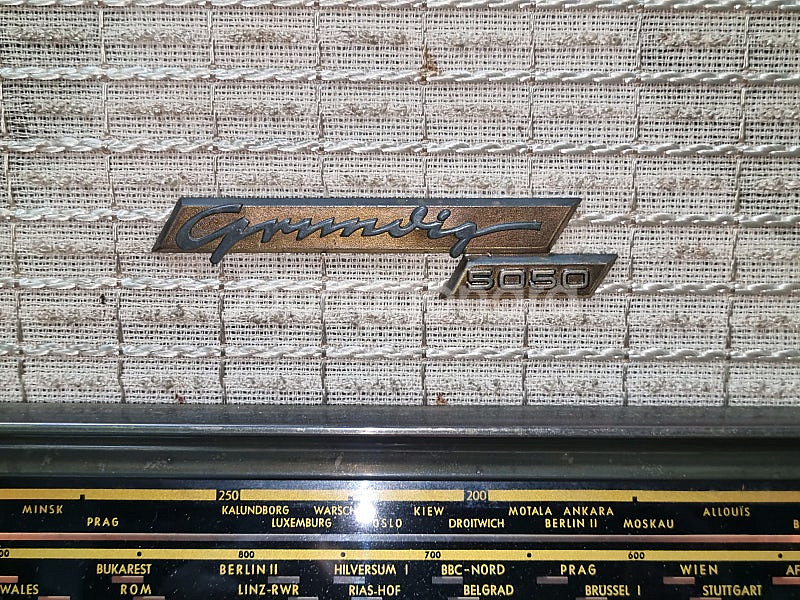 Grundig
5050
250 200
MINSK KALUNDBORG KIEW MOTALA ANKARA ALLOUÏS
PRAG LUXEMBURG OSLO DROITWICH BERLIN II MOSKAU
800 700 600
BUKAREST BERLIN II HILVERSUM I BBC-NORD PRAG WIEN
WALES ROM LINZ-RWR RIAS-HOF BELGRAD BRUSSEL I STUTTGART